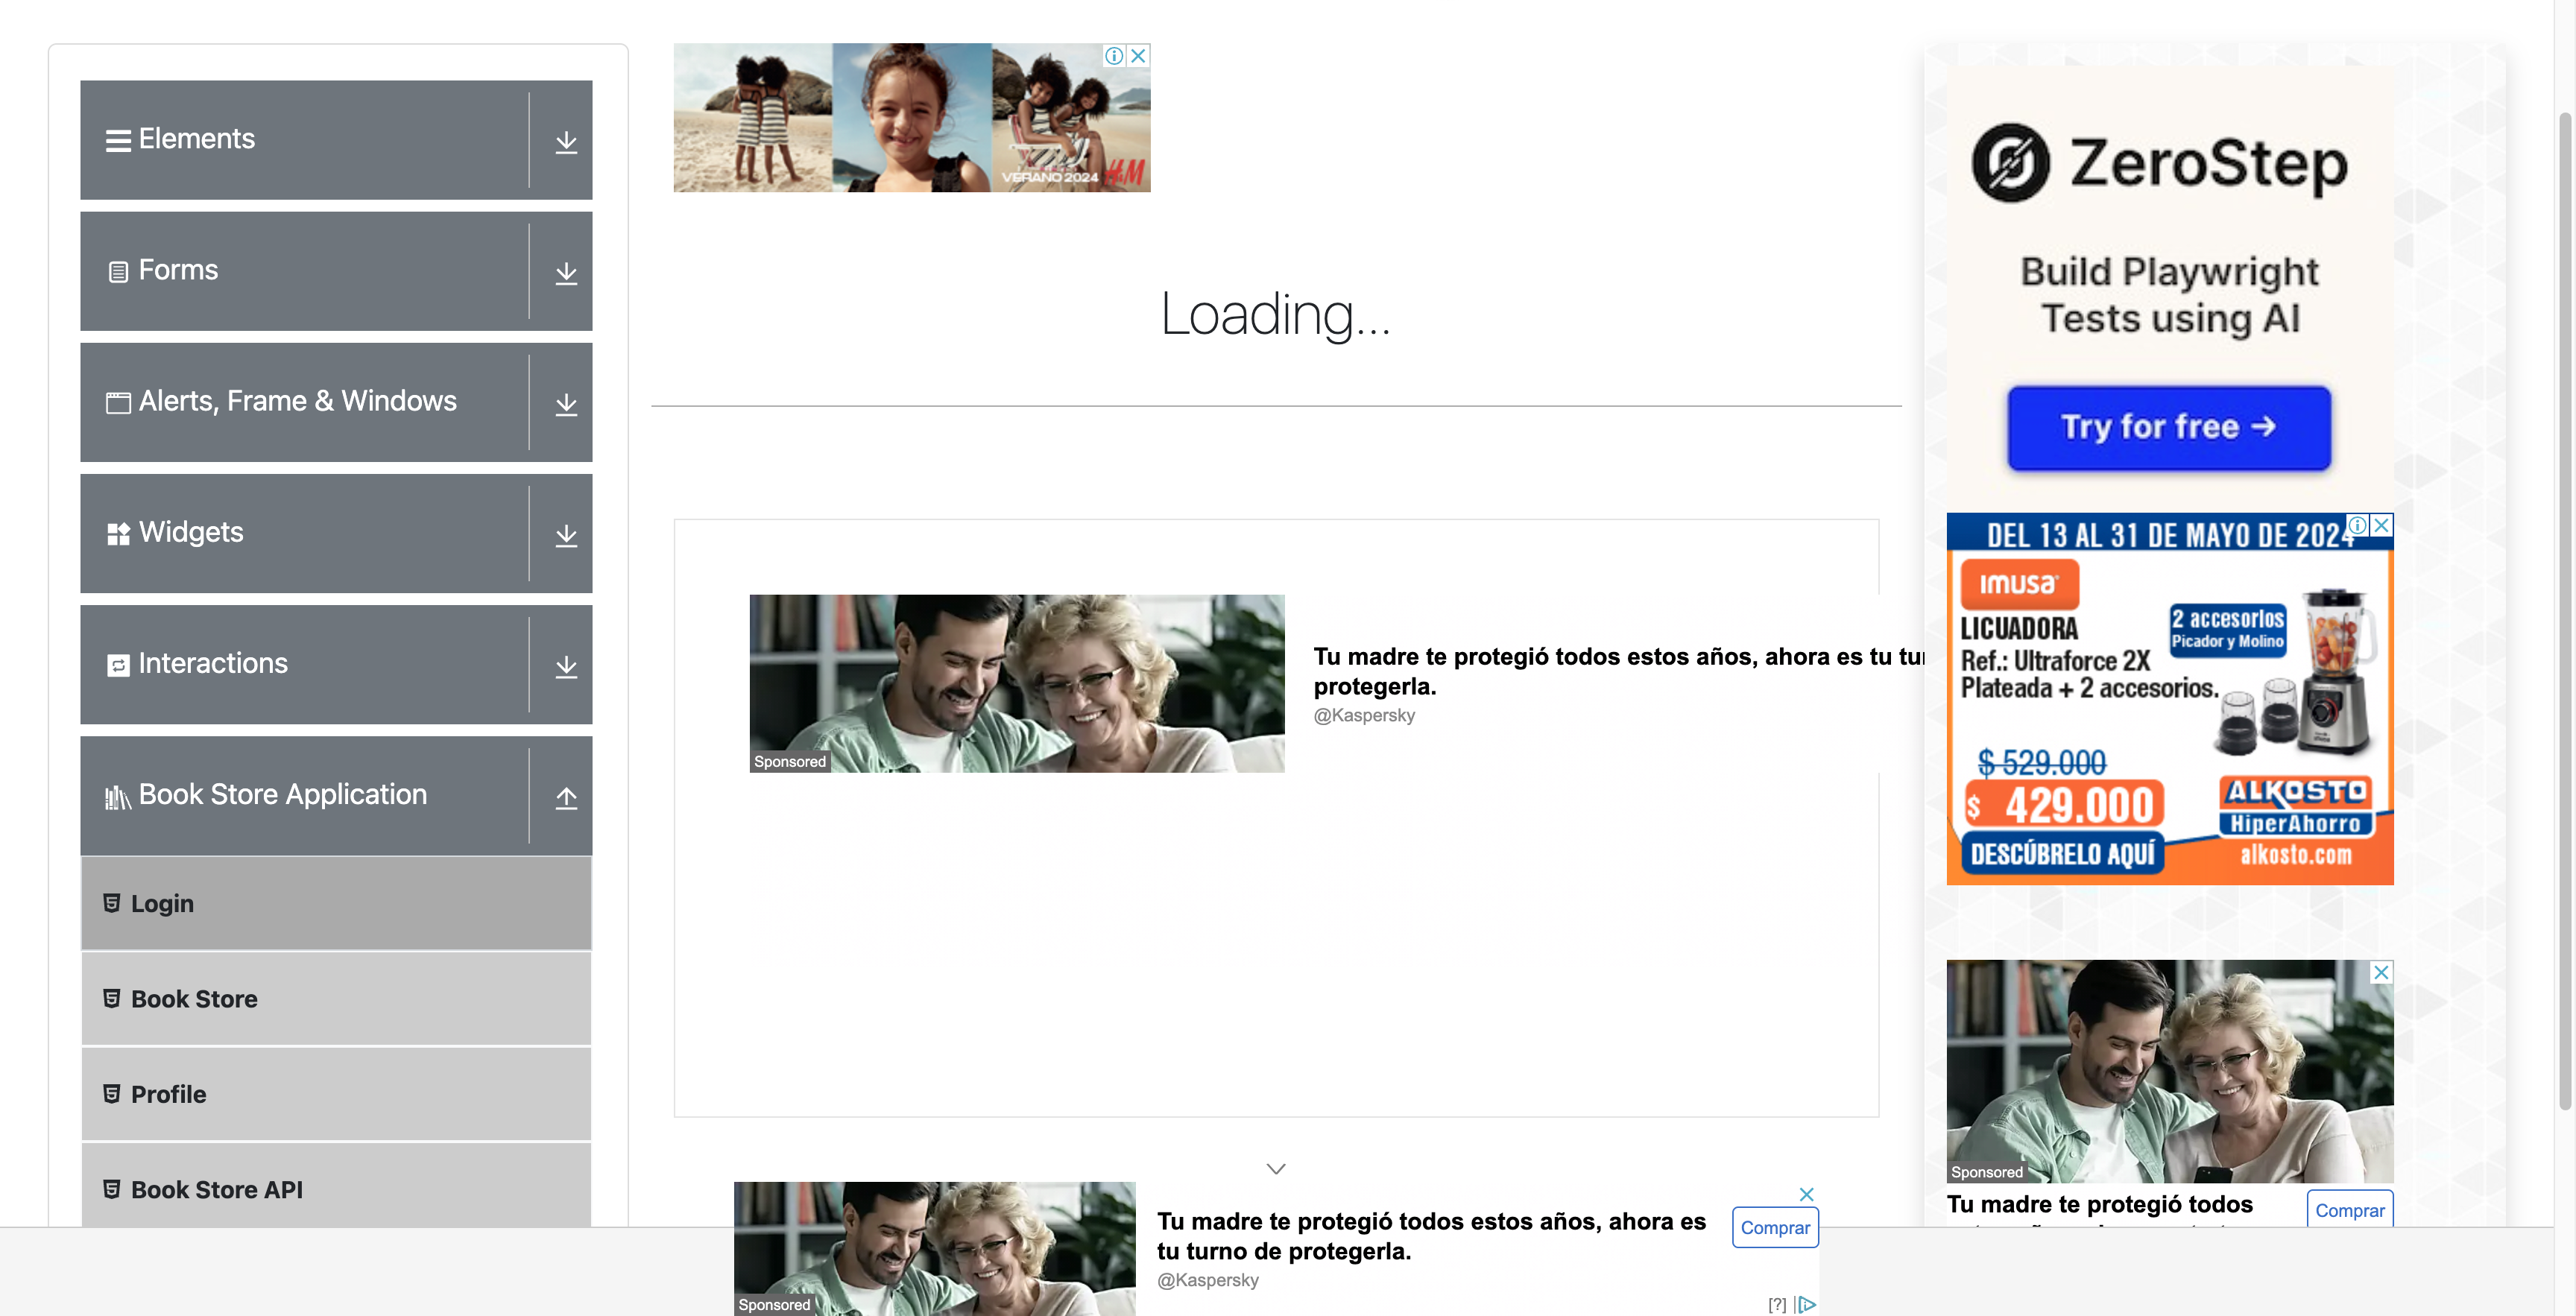 Elements
Forms
Alerts, Frame & Windows
Widgets
Interactions
Book Store Application
Login
Book Store
Profile
Book Store API
VERANO 2024 H&M
Loading...
Tu madre te protegió todos estos años, ahora es tu tur
protegerla.
@Kaspersky
Sponsored
Tu madre te protegió todos estos años, ahora es
tu turno de protegerla.
@Kaspersky
Sponsored
Comprar
[?]
ZeroStep
Build Playwright
Tests using AI
Try for free →
DEL 13 AL 31 DE MAYO DE 2024
IMUSA
LICUADORA
Ref.: Ultraforce 2X
Plateada + 2 accesorios.
2 accesorios
Picador y Molino
$ 529.000
$ 429.000
DESCÚBRELO AQUÍ
ALKOSTO
HiperAhorro
alkosto.com
Sponsored
Tu madre te protegió todos
Comprar